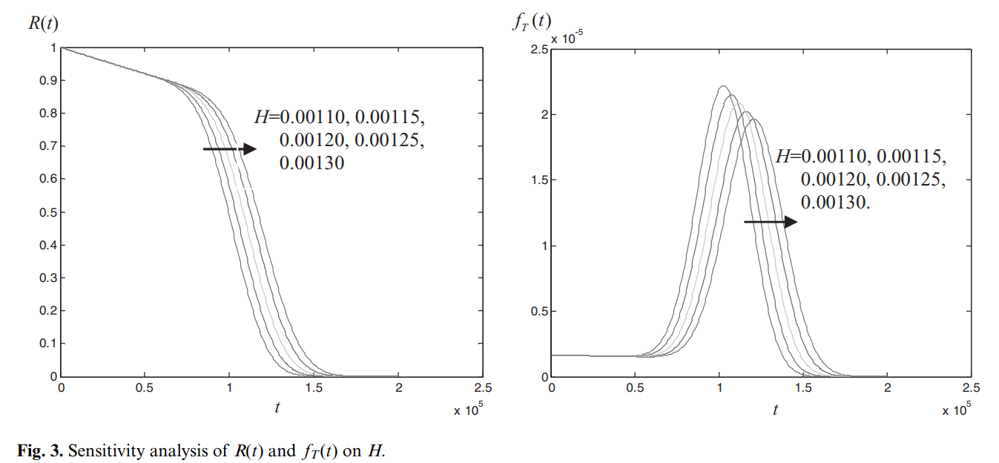 R(t)
1
0.9
0.8
0.7
0.6
0.5
0.4
0.3
0.2
0.1
0
H=0.00110, 0.00115,
0.00120, 0.00125,
0.00130
0 0.5 1 1.5 2 2.5
t
x 10^5
f_T(t)
x 10^-5
2.5
2
1.5
1
0.5
0
H=0.00110, 0.00115,
0.00120, 0.00125,
0.00130.
0 0.5 1 1.5 2 2.5
t
x 10^5
Fig. 3. Sensitivity analysis of R(t) and f_T(t) on H.